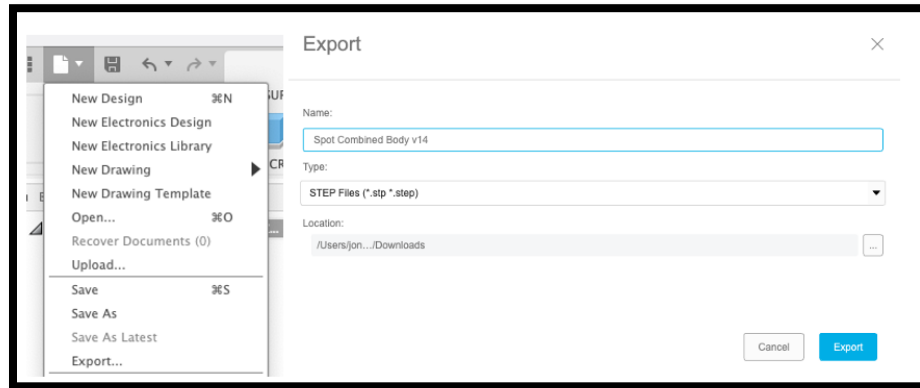 New Design ⌘N
New Electronics Design
New Electronics Library
New Drawing
New Drawing Template
Open... ⌘O
Recover Documents (0)
Upload...
Save ⌘S
Save As
Save As Latest
Export...
Export
Name:
Spot Combined Body v14
Type:
STEP Files (*.stp *.step)
Location:
/Users/jon.../Downloads
...
Cancel
Export